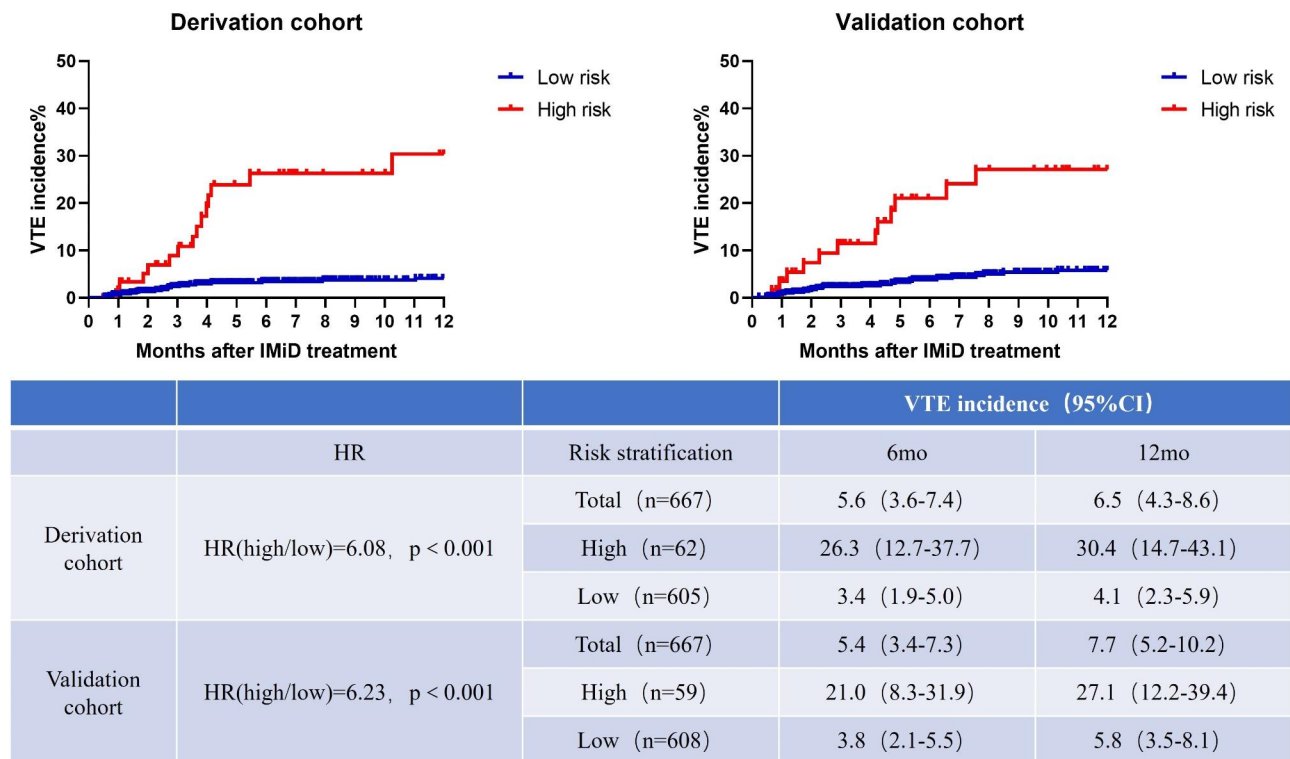 Derivation cohort
50
40
30
20
10
0
VTE incidence%
0 1 2 3 4 5 6 7 8 9 10 11 12
Months after IMiD treatment
Low risk
High risk
Validation cohort
50
40
30
20
10
0
VTE incidence%
0 1 2 3 4 5 6 7 8 9 10 11 12
Months after IMiD treatment
Low risk
High risk
VTE incidence（95%CI）
HR Risk stratification 6mo 12mo
Derivation
cohort
HR(high/low)=6.08, p < 0.001
Total（n=667） 5.6（3.6-7.4） 6.5（4.3-8.6）
High（n=62） 26.3（12.7-37.7） 30.4（14.7-43.1）
Low（n=605） 3.4（1.9-5.0） 4.1（2.3-5.9）
Validation
cohort
HR(high/low)=6.23, p < 0.001
Total（n=667） 5.4（3.4-7.3） 7.7（5.2-10.2）
High（n=59） 21.0（8.3-31.9） 27.1（12.2-39.4）
Low（n=608） 3.8（2.1-5.5） 5.8（3.5-8.1）